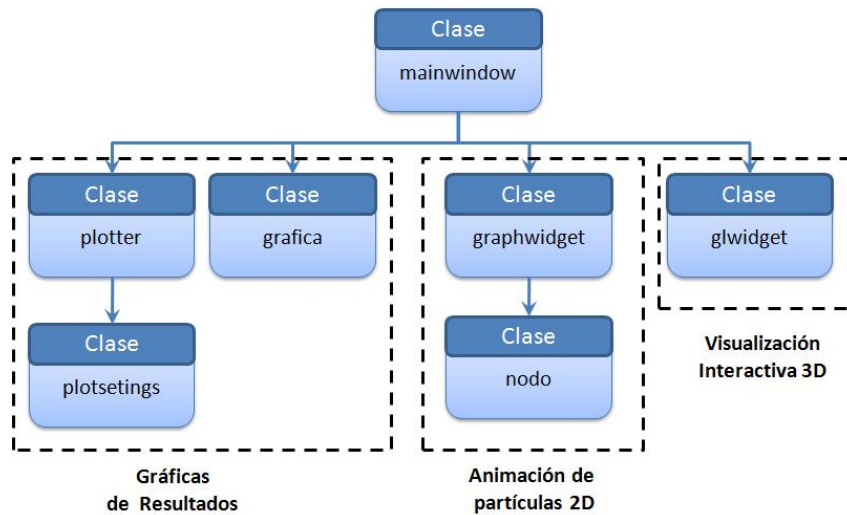 Clase
mainwindow
Clase
plotter
Clase
grafica
Clase
graphwidget
Clase
glwidget
Clase
plotsetings
Clase
nodo
Visualización
Interactiva 3D
Gráficas
de Resultados
Animación de
partículas 2D